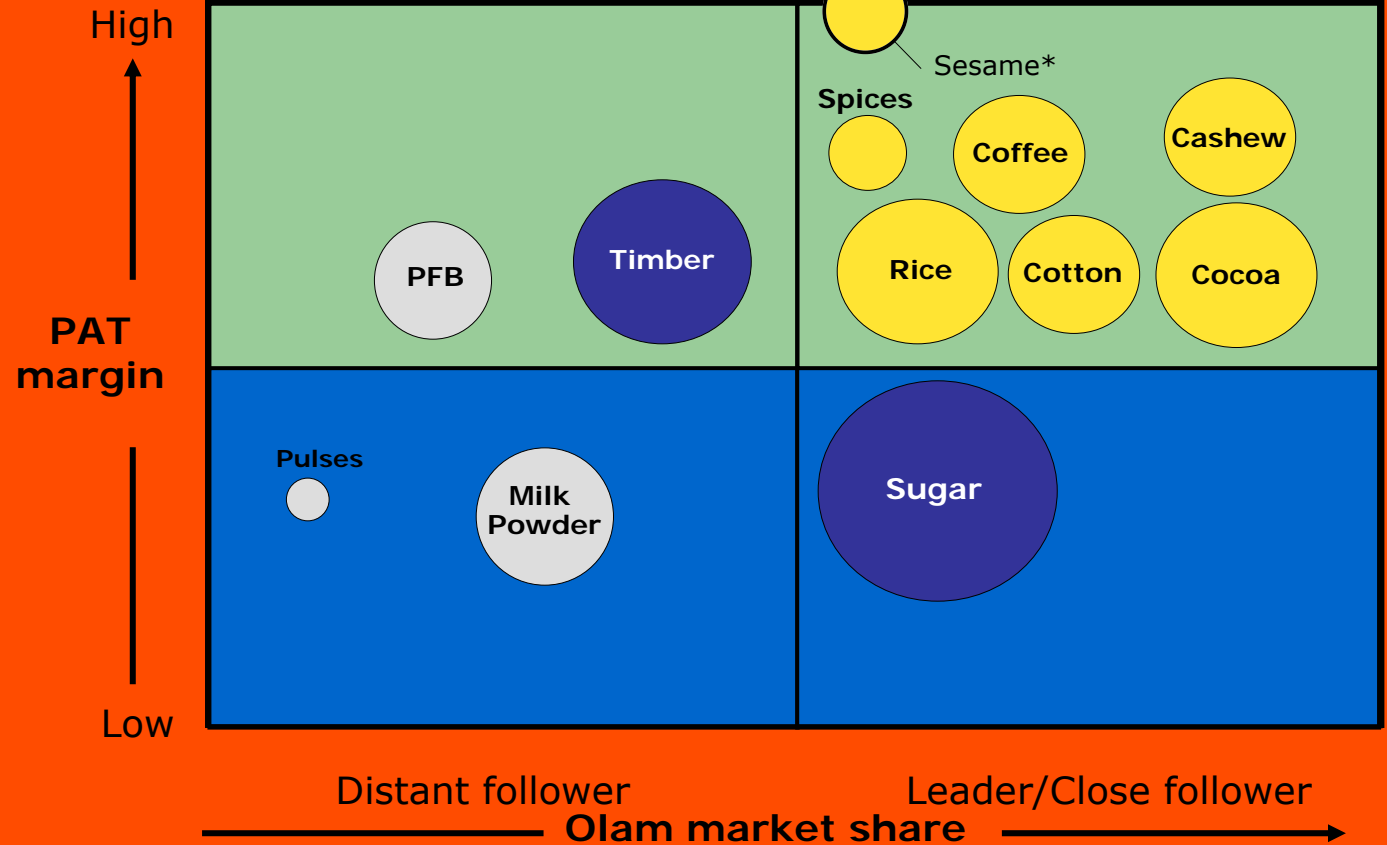 High
Sesame*
Spices
Coffee
Cashew
PFB
Timber
Rice
Cotton
Cocoa
PAT
margin
Pulses
Milk
Powder
Sugar
Low
Distant follower
Leader/Close follower
Olam market share